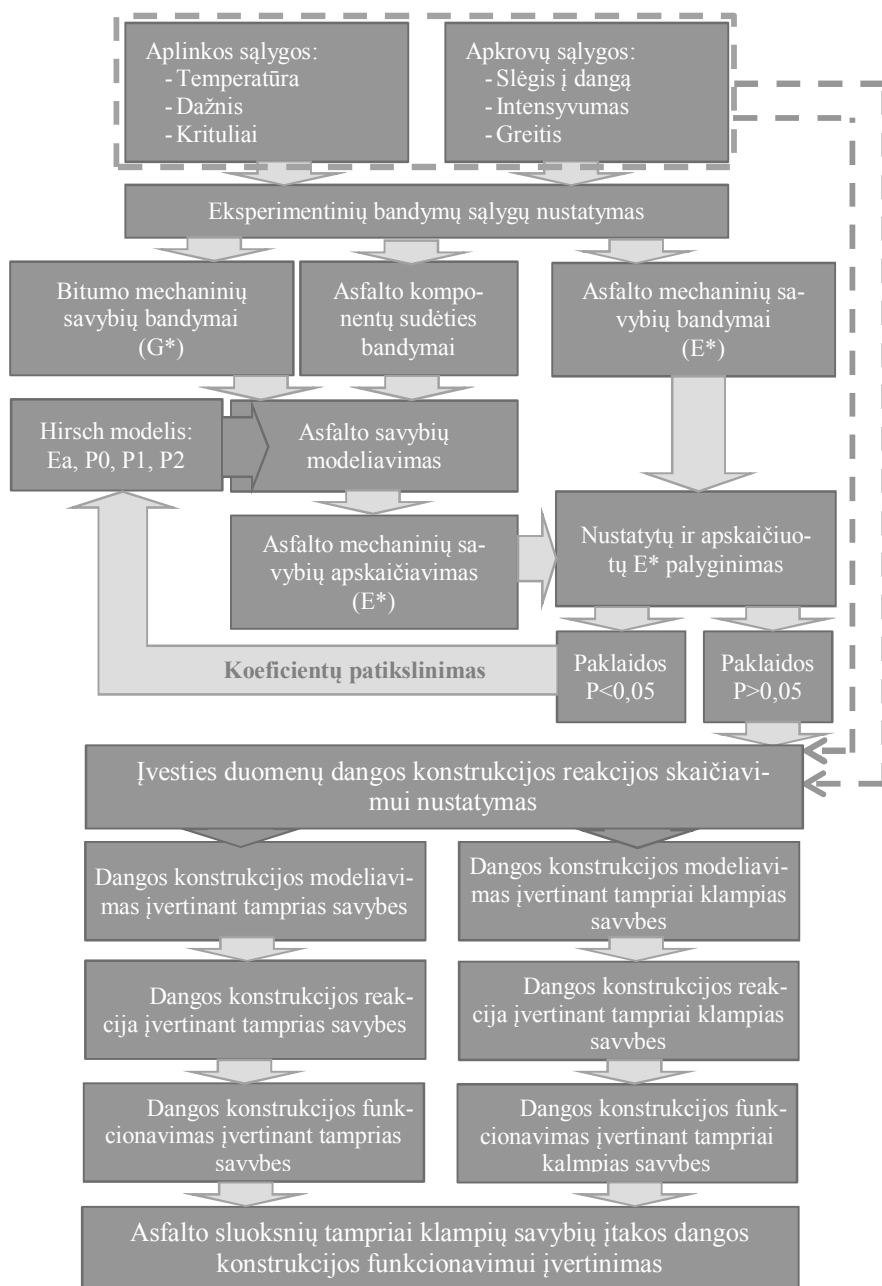 Aplinkos sąlygos:
- Temperatūra
- Dažnis
- Krituliai
Apkrovų sąlygos:
- Slėgis į dangą
- Intensyvumas
- Greitis
Eksperimentinių bandymų sąlygų nustatymas
Bitumo mechaninių
savybių bandymai
(G*)
Asfalto kompo-
nentų sudėties
bandymai
Asfalto mechaninių sa-
vybių bandymai
(E*)
Hirsch modelis:
Ea, P0, P1, P2
Asfalto savybių
modeliavimas
Asfalto mechaninių sa-
vybių apskaičiavimas
(E*)
Nustatytų ir apskaičiuo-
tų E* palyginimas
Koeficientų patikslinimas
Paklaidos
P<0,05
Paklaidos
P>0,05
Įvesties duomenų dangos konstrukcijos reakcijos skaičiavi-
mui nustatymas
Dangos konstrukcijos modeliavi-
mas įvertinant tamprias savybes
Dangos konstrukcijos modeliavi-
mas įvertinant tampriai klampias
savybes
Dangos konstrukcijos reak-
cija įvertinant tamprias savybes
Dangos konstrukcijos reak-
cija įvertinant tampriai klampias
savybes
Dangos konstrukcijos funk-
cionavimas įvertinant tamprias
savybes
Dangos konstrukcijos funk-
cionavimas įvertinant tampriai
kalmpias savybes
Asfalto sluoksnių tampriai klampių savybių įtakos dangos
konstrukcijos funkcionavimui įvertinimas